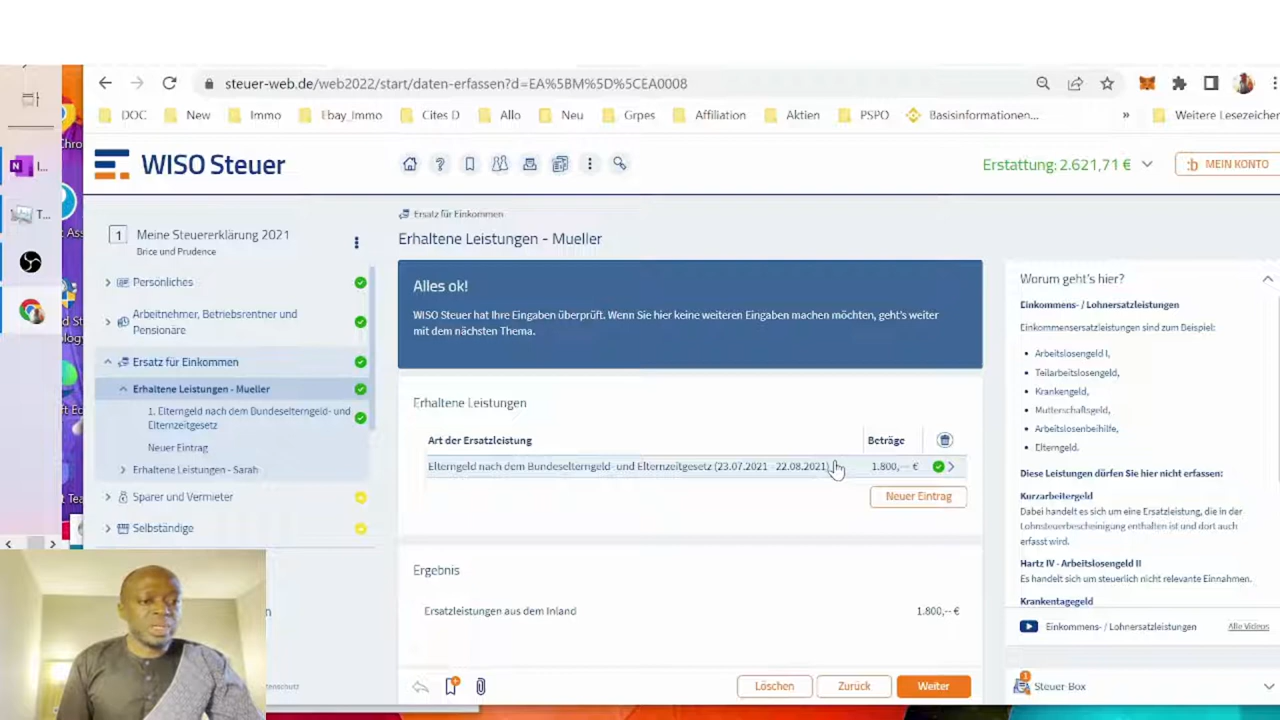 steuer-web.de/web2022/start/daten-erfassen?d=EA%5BM%5D%5CEA0008
DOC New Immo Ebay_Immo Cites D Allo Neu Grpes Affiliation Aktien PSPO Basisinformationen... » Weitere Lesezeichen
WISO Steuer
Erstattung: 2.621,71 €
:b MEIN KONTO
1 Meine Steuererklärung 2021
Brice und Prudence
Persönliches
Arbeitnehmer, Betriebsrentner und
Pensionäre
Ersatz für Einkommen
Erhaltene Leistungen - Mueller
1. Elterngeld nach dem Bundeselterngeld- und
Elternzeitgesetz
Neuer Eintrag
Erhaltene Leistungen - Sarah
Sparer und Vermieter
Selbständige
Ersatz für Einkommen
Erhaltene Leistungen - Mueller
Alles ok!
WISO Steuer hat Ihre Eingaben überprüft. Wenn Sie hier keine weiteren Eingaben machen möchten, geht's weiter
mit dem nächsten Thema.
Erhaltene Leistungen
Art der Ersatzleistung Beträge
Elterngeld nach dem Bundeselterngeld- und Elternzeitgesetz (23.07.2021 - 22.08.2021) 1.800,-- €
Neuer Eintrag
Ergebnis
Ersatzleistungen aus dem Inland 1.800,-- €
Löschen Zurück Weiter
Worum geht's hier?
Einkommens- / Lohnersatzleistungen
Einkommensersatzleistungen sind zum Beispiel:
• Arbeitslosengeld I,
• Teilarbeitslosengeld,
• Krankengeld,
• Mutterschaftsgeld,
• Arbeitslosenbeihilfe,
• Elterngeld.
Diese Leistungen dürfen Sie hier nicht erfassen:
Kurzarbeitergeld
Dabei handelt es sich um eine Ersatzleistung, die in der
Lohnsteuerbescheinigung enthalten ist und dort auch
erfasst wird.
Hartz IV - Arbeitslosengeld II
Es handelt sich um steuerlich nicht relevante Einnahmen.
Krankentagegeld
Einkommens- / Lohnersatzleistungen Alle Videos
1 Steuer-Box